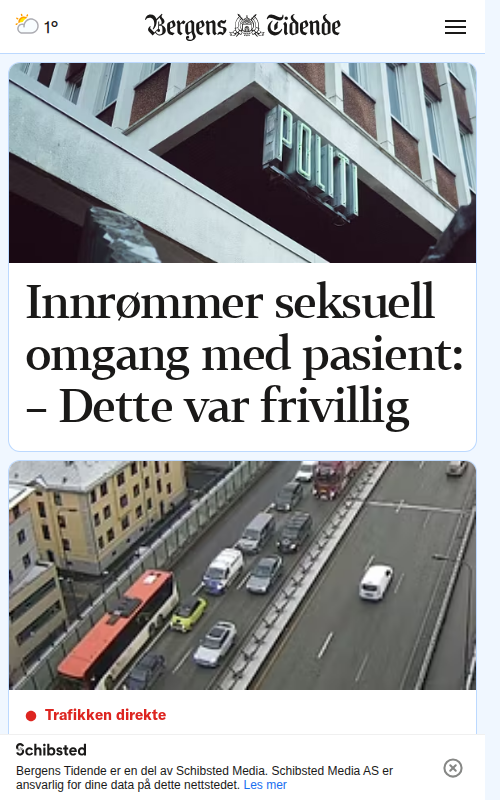 1°
Bergens Tidende
POLITI
Innrømmer seksuell
omgang med pasient:
– Dette var frivillig
Trafikken direkte
Schibsted
Bergens Tidende er en del av Schibsted Media. Schibsted Media AS er
ansvarlig for dine data på dette nettstedet. Les mer